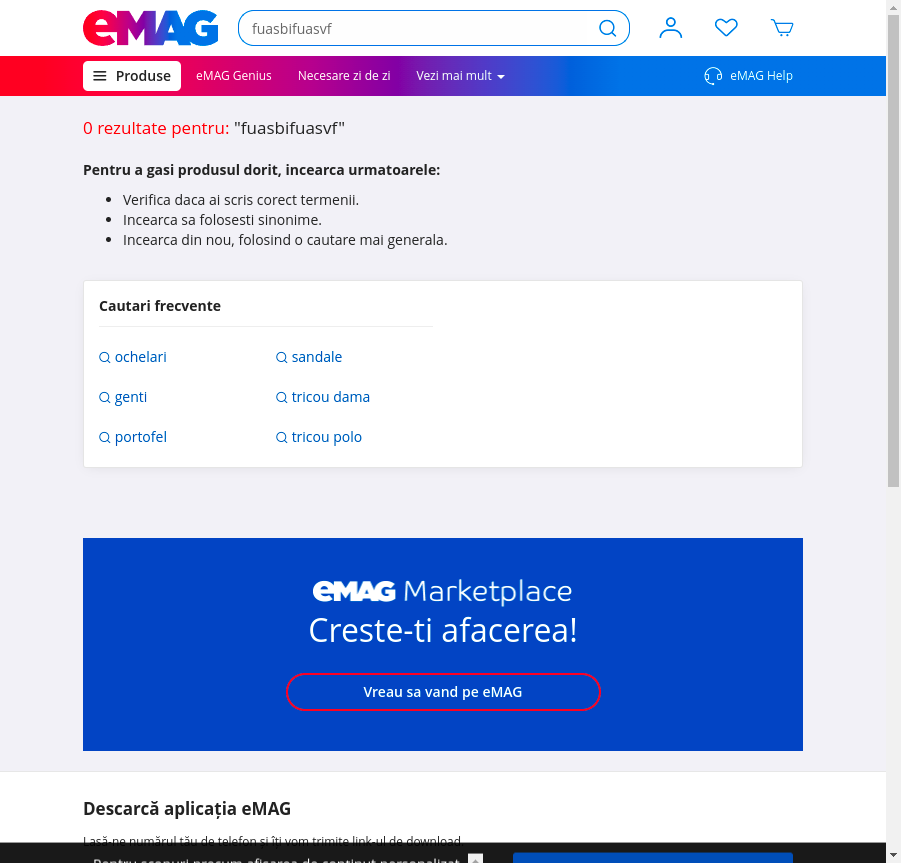 eMAG
fuasbifuasvf
Produse
eMAG Genius
Necesare zi de zi
Vezi mai mult
eMAG Help
0 rezultate pentru: "fuasbifuasvf"
Pentru a gasi produsul dorit, incearca urmatoarele:
Verifica daca ai scris corect termenii.
Incearca sa folosesti sinonime.
Incearca din nou, folosind o cautare mai generala.
Cautari frecvente
ochelari
sandale
genti
tricou dama
portofel
tricou polo
eMAG Marketplace
Creste-ti afacerea!
Vreau sa vand pe eMAG
Descarcă aplicația eMAG
Lasă-ne numărul tău de telefon și îți vom trimite link-ul de download.
Pentru scopuri precum afișarea de conținut personalizat,